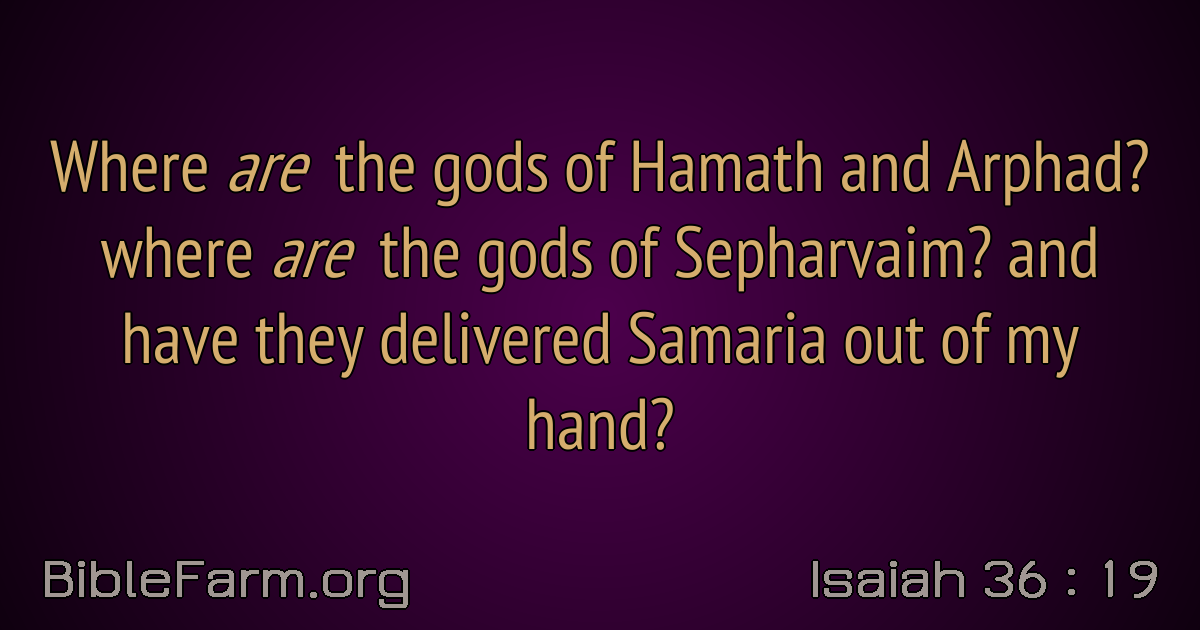 Where are the gods of Hamath and Arphad?
where are the gods of Sepharvaim? and
have they delivered Samaria out of my
hand?
BibleFarm.org
Isaiah 36 : 19